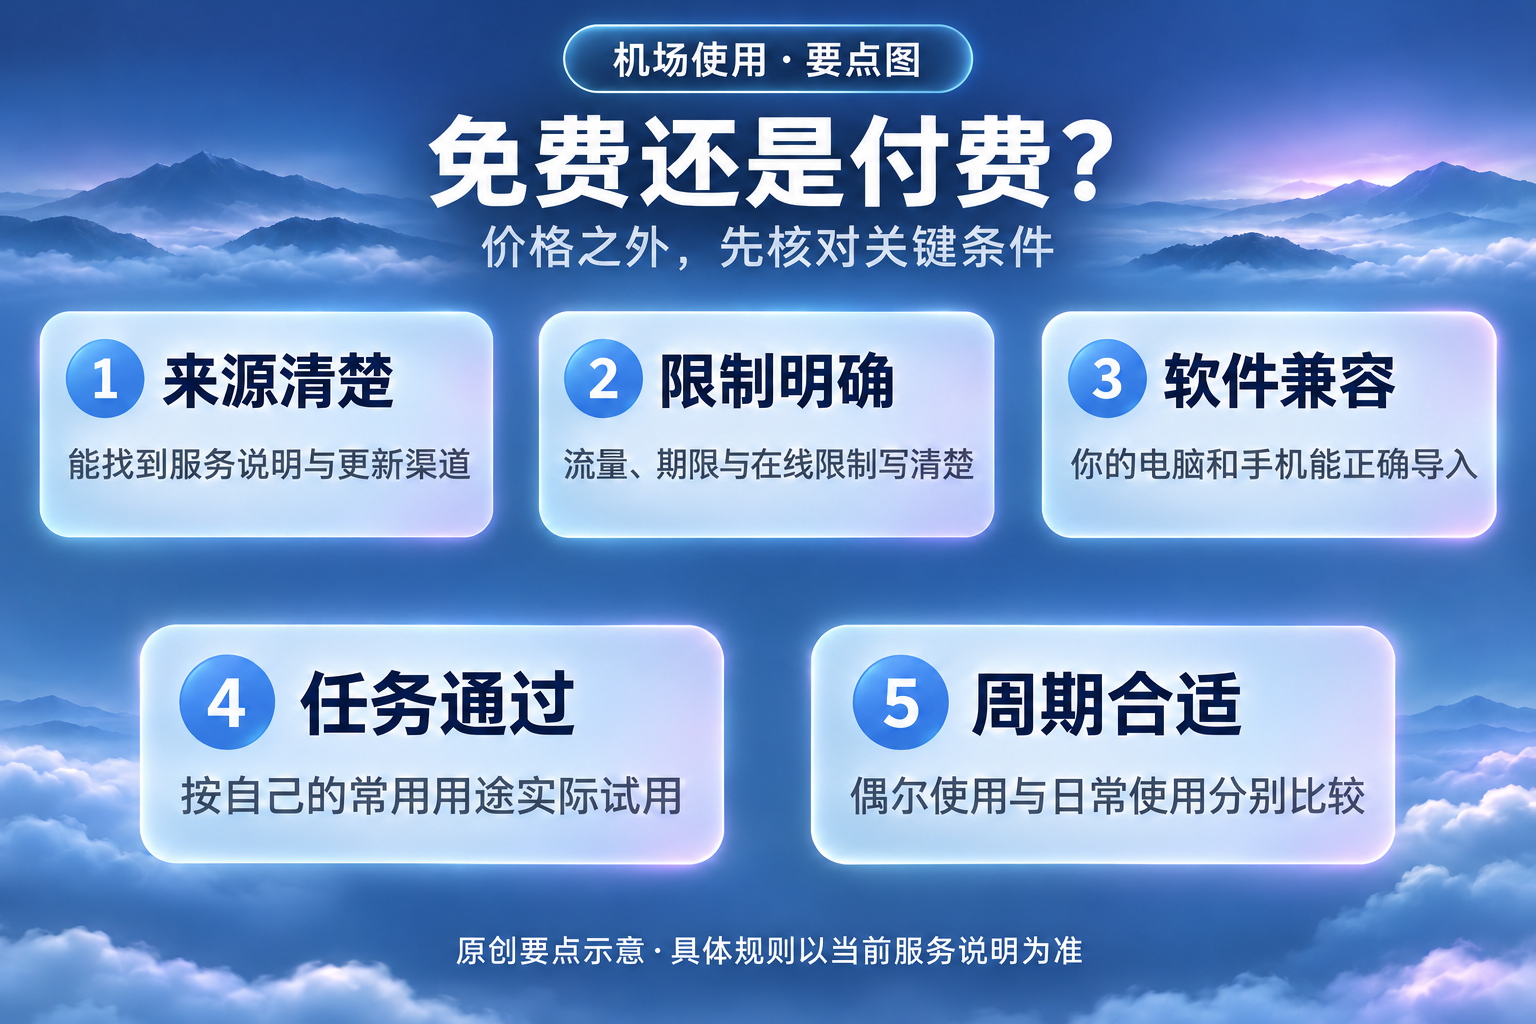 机场使用·要点图
免费还是付费？
价格之外，先核对关键条件
1 来源清楚
能找到服务说明与更新渠道
2 限制明确
流量、期限与在线限制写清楚
3 软件兼容
你的电脑和手机能正确导入
4 任务通过
按自己的常用用途实际试用
5 周期合适
偶尔使用与日常使用分别比较
原创要点示意·具体规则以当前服务说明为准